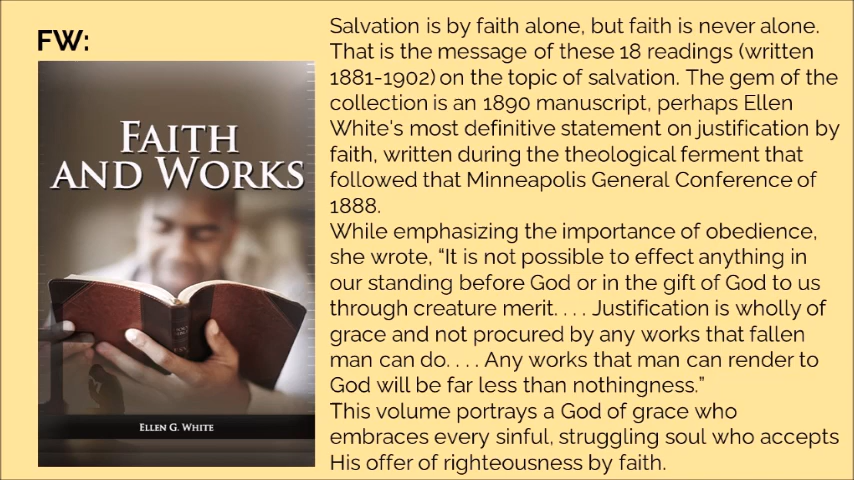 FW:
FAITH
AND WORKS
ELLEN G. WHITE
Salvation is by faith alone, but faith is never alone.
That is the message of these 18 readings (written
1881-1902) on the topic of salvation. The gem of the
collection is an 1890 manuscript, perhaps Ellen
White's most definitive statement on justification by
faith, written during the theological ferment that
followed that Minneapolis General Conference of
1888.
While emphasizing the importance of obedience,
she wrote, “It is not possible to effect anything in
our standing before God or in the gift of God to us
through creature merit. . . . Justification is wholly of
grace and not procured by any works that fallen
man can do. . . . Any works that man can render to
God will be far less than nothingness.”
This volume portrays a God of grace who
embraces every sinful, struggling soul who accepts
His offer of righteousness by faith.